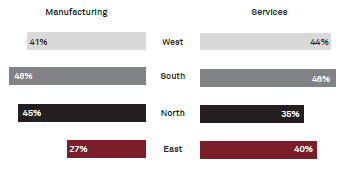 Manufacturing Services
41% West 44%
48% South 46%
45% North 35%
27% East 40%